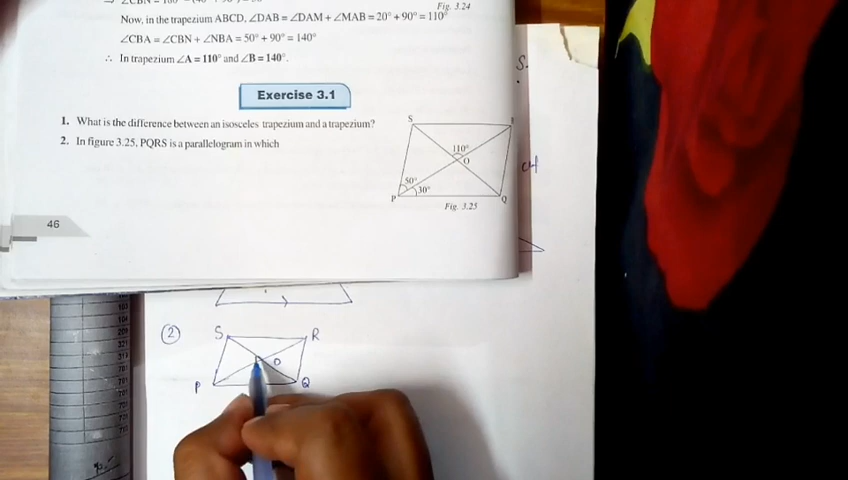 Fig. 3.24
Now, in the trapezium ABCD, ∠DAB = ∠DAM + ∠MAB = 20° + 90° = 110°
∠CBA = ∠CBN + ∠NBA = 50° + 90° = 140°
∴ In trapezium ∠A = 110° and ∠B = 140°.
Exercise 3.1
1. What is the difference between an isosceles trapezium and a trapezium?
2. In figure 3.25, PQRS is a parallelogram in which
S
110°
O
50°
30°
P
Q
Fig. 3.25
46
S.
2
S
R
O
P
Q